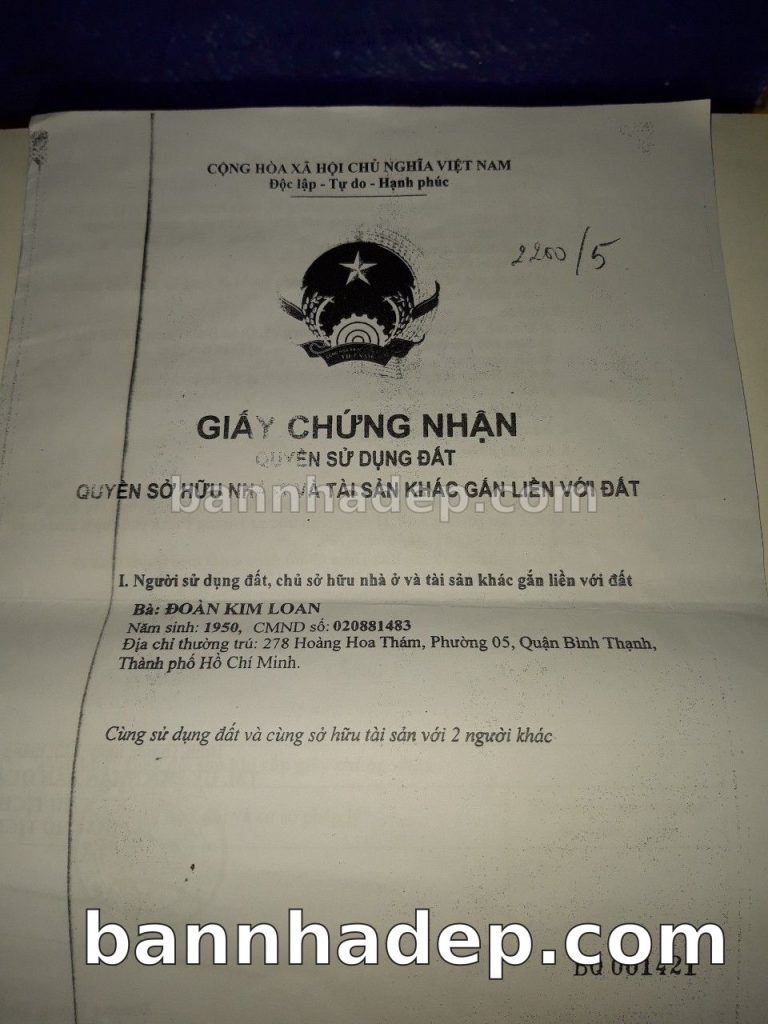 CỘNG HÒA XÃ HỘI CHỦ NGHĨA VIỆT NAM
Độc lập - Tự do - Hạnh phúc
2200/5
VIỆT NAM
GIẤY CHỨNG NHẬN
QUYỀN SỬ DỤNG ĐẤT
QUYỀN SỞ HỮU NH VÀ TÀI SẢN KHÁC GẮN LIỀN VỚI ĐẤT
bannhadep.com
I. Người sử dụng đất, chủ sở hữu nhà ở và tài sản khác gắn liền với đất
Bà: ĐOÀN KIM LOAN
Năm sinh: 1950, CMND số: 020881483
Địa chỉ thường trú: 278 Hoàng Hoa Thám, Phường 05, Quận Bình Thạnh,
Thành phố Hồ Chí Minh.
Cùng sử dụng đất và cùng sở hữu tài sản với 2 người khác
bannhadep.com
BQ 001421